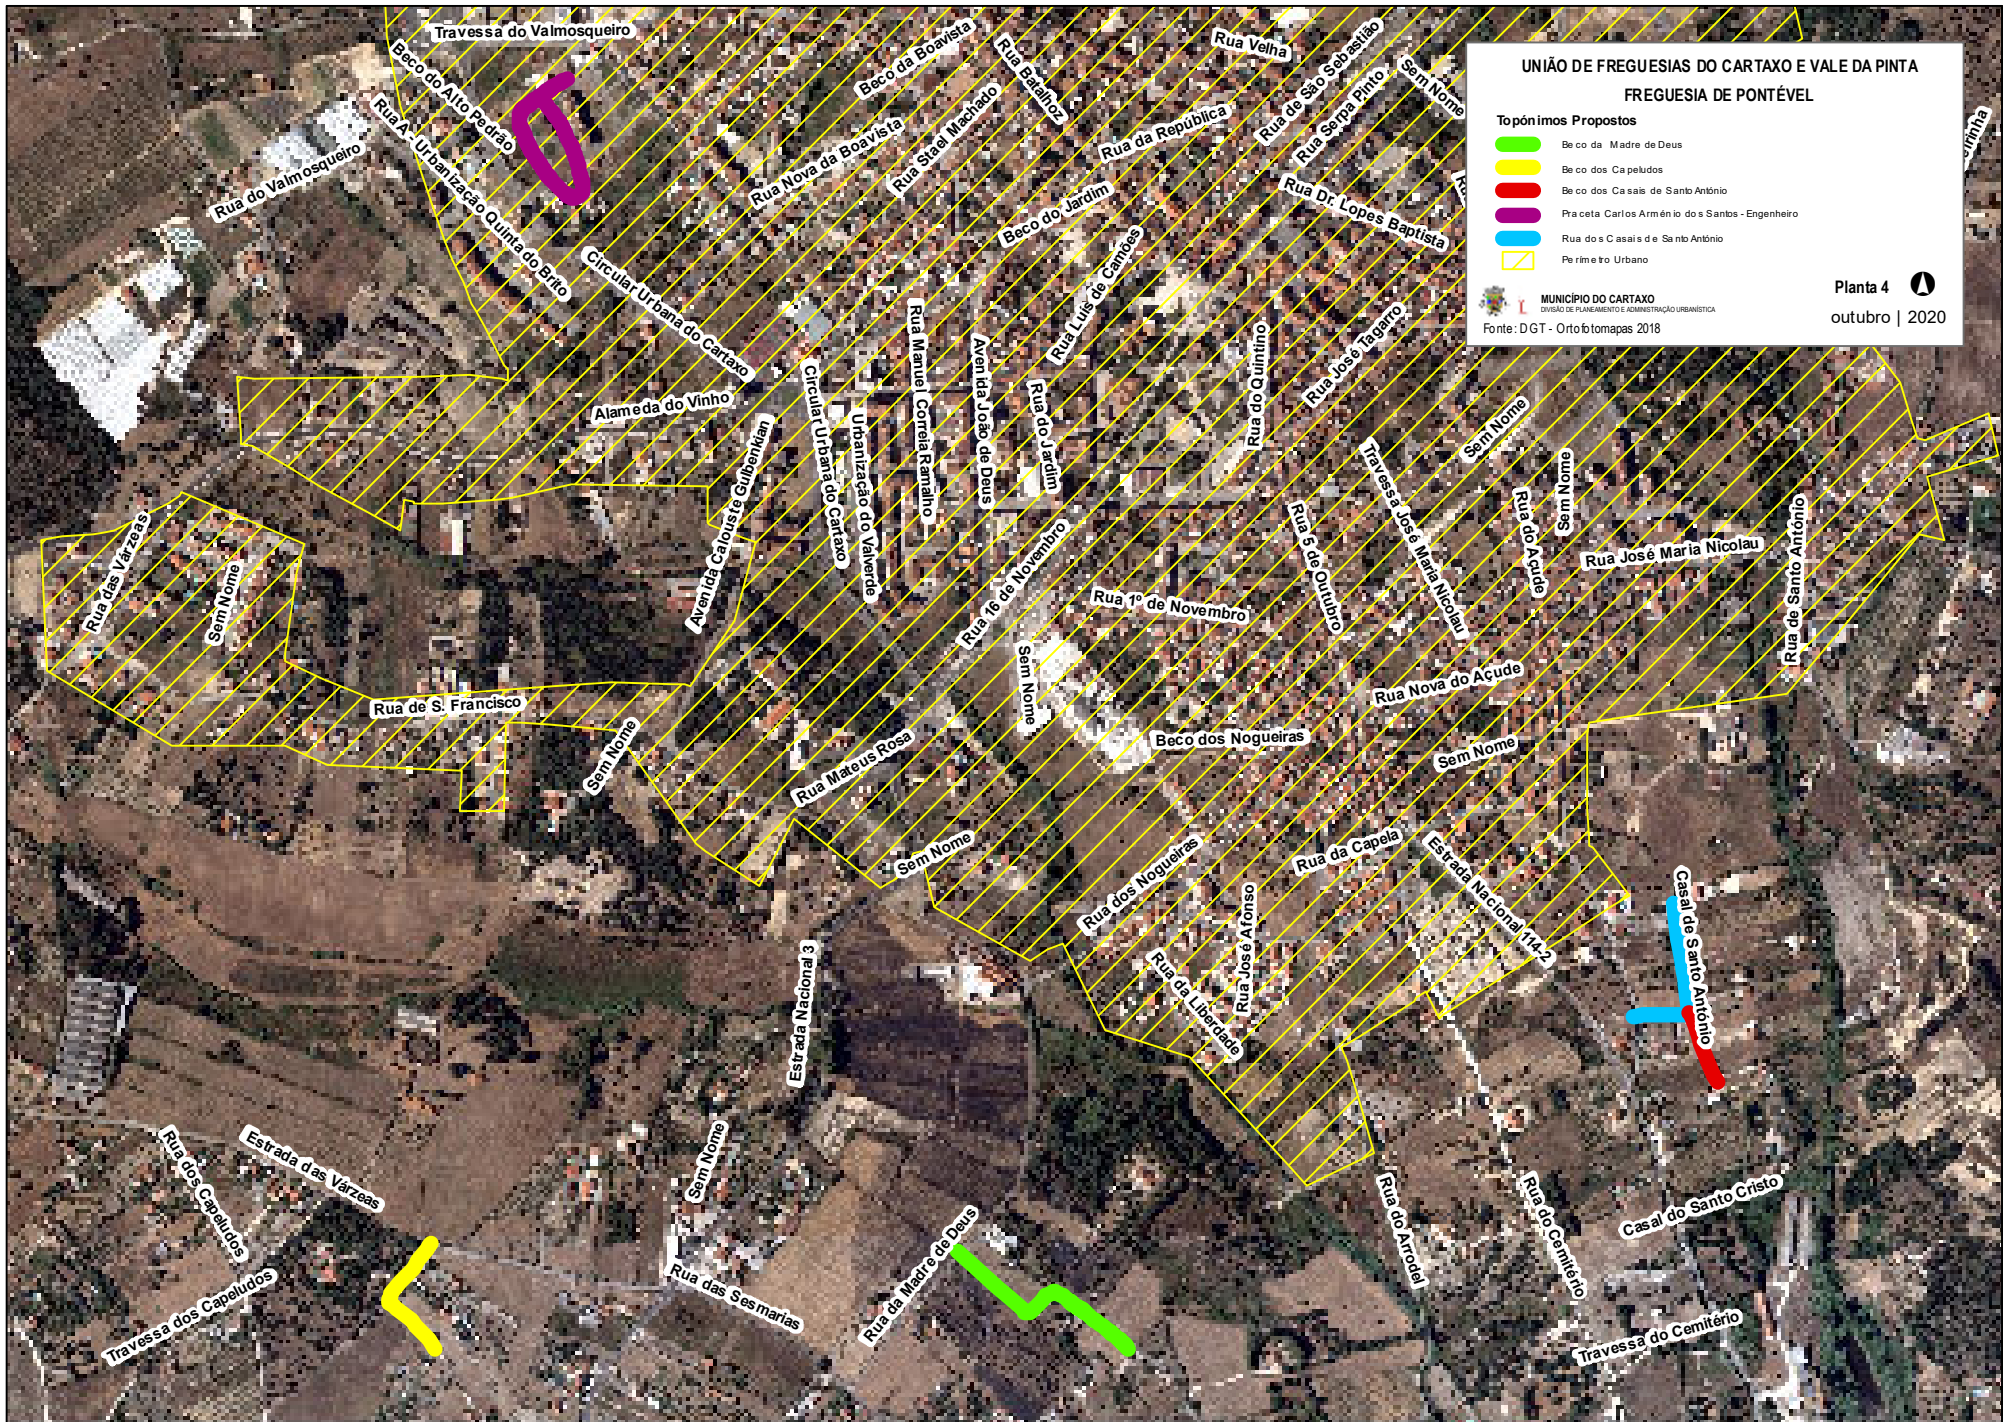 Travessa do Valmosqueiro
Beco do Alto Pedrão
Rua A - Urbanização Quinta do Brito
Rua do Valmosqueiro
Beco da Boavista
Rua Batalhoz
Rua Velha
Rua de São Sebastião
Rua Serpa Pinto
Sem Nome
Rua Nova da Boavista
Rua Stael Machado
Rua da República
Beco do Jardim
Rua Dr. Lopes Baptista
UNIÃO DE FREGUESIAS DO CARTAXO E VALE DA PINTA
FREGUESIA DE PONTÉVEL
Topónimos Propostos
Beco da Madre de Deus
Beco dos Capeludos
Beco dos Casais de Santo António
Praceta Carlos Arménio dos Santos - Engenheiro
Rua dos Casais de Santo António
Perímetro Urbano
MUNICÍPIO DO CARTAXO
DIVISÃO DE PLANEAMENTO E ADMINISTRAÇÃO URBANÍSTICA
Fonte: DGT - Ortofotomapas 2018
Planta 4
outubro | 2020
Circular Urbana do Cartaxo
Rua Luís de Camões
Alameda do Vinho
Avenida Calouste Gulbenkian
Circular Urbana do Cartaxo
Urbanização do Valverde
Rua Manuel Correia Ramalho
Avenida João de Deus
Rua do Jardim
Rua do Quintino
Rua José Tagarro
Sem Nome
Travessa José Maria Nicolau
Sem Nome
Rua do Açude
Rua José Maria Nicolau
Rua de Santo António
Rua das Várzeas
Sem Nome
Rua 16 de Novembro
Rua 1º de Novembro
Rua 5 de Outubro
Sem Nome
Rua Nova do Açude
Rua de S. Francisco
Sem Nome
Rua Mateus Rosa
Beco dos Nogueiras
Sem Nome
Sem Nome
Rua dos Nogueiras
Rua da Capela
Estrada Nacional 114-2
Casal de Santo António
Estrada Nacional 3
Rua da Liberdade
Rua José Afonso
Rua dos Capeludos
Estrada das Várzeas
Sem Nome
Travessa dos Capeludos
Rua das Sesmarias
Rua da Madre de Deus
Rua do Arrodel
Rua do Cemitério
Casal do Santo Cristo
Travessa do Cemitério